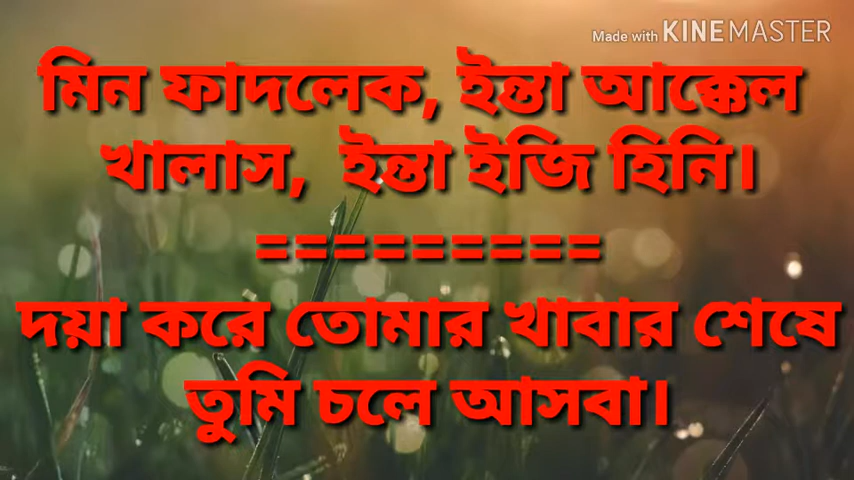 Made with KINEMASTER
মিন ফাদলেক, ইন্তা আক্কেল
খালাস, ইন্তা ইজি হিনি।
=========
দয়া করে তোমার খাবার শেষে
তুমি চলে আসবা।